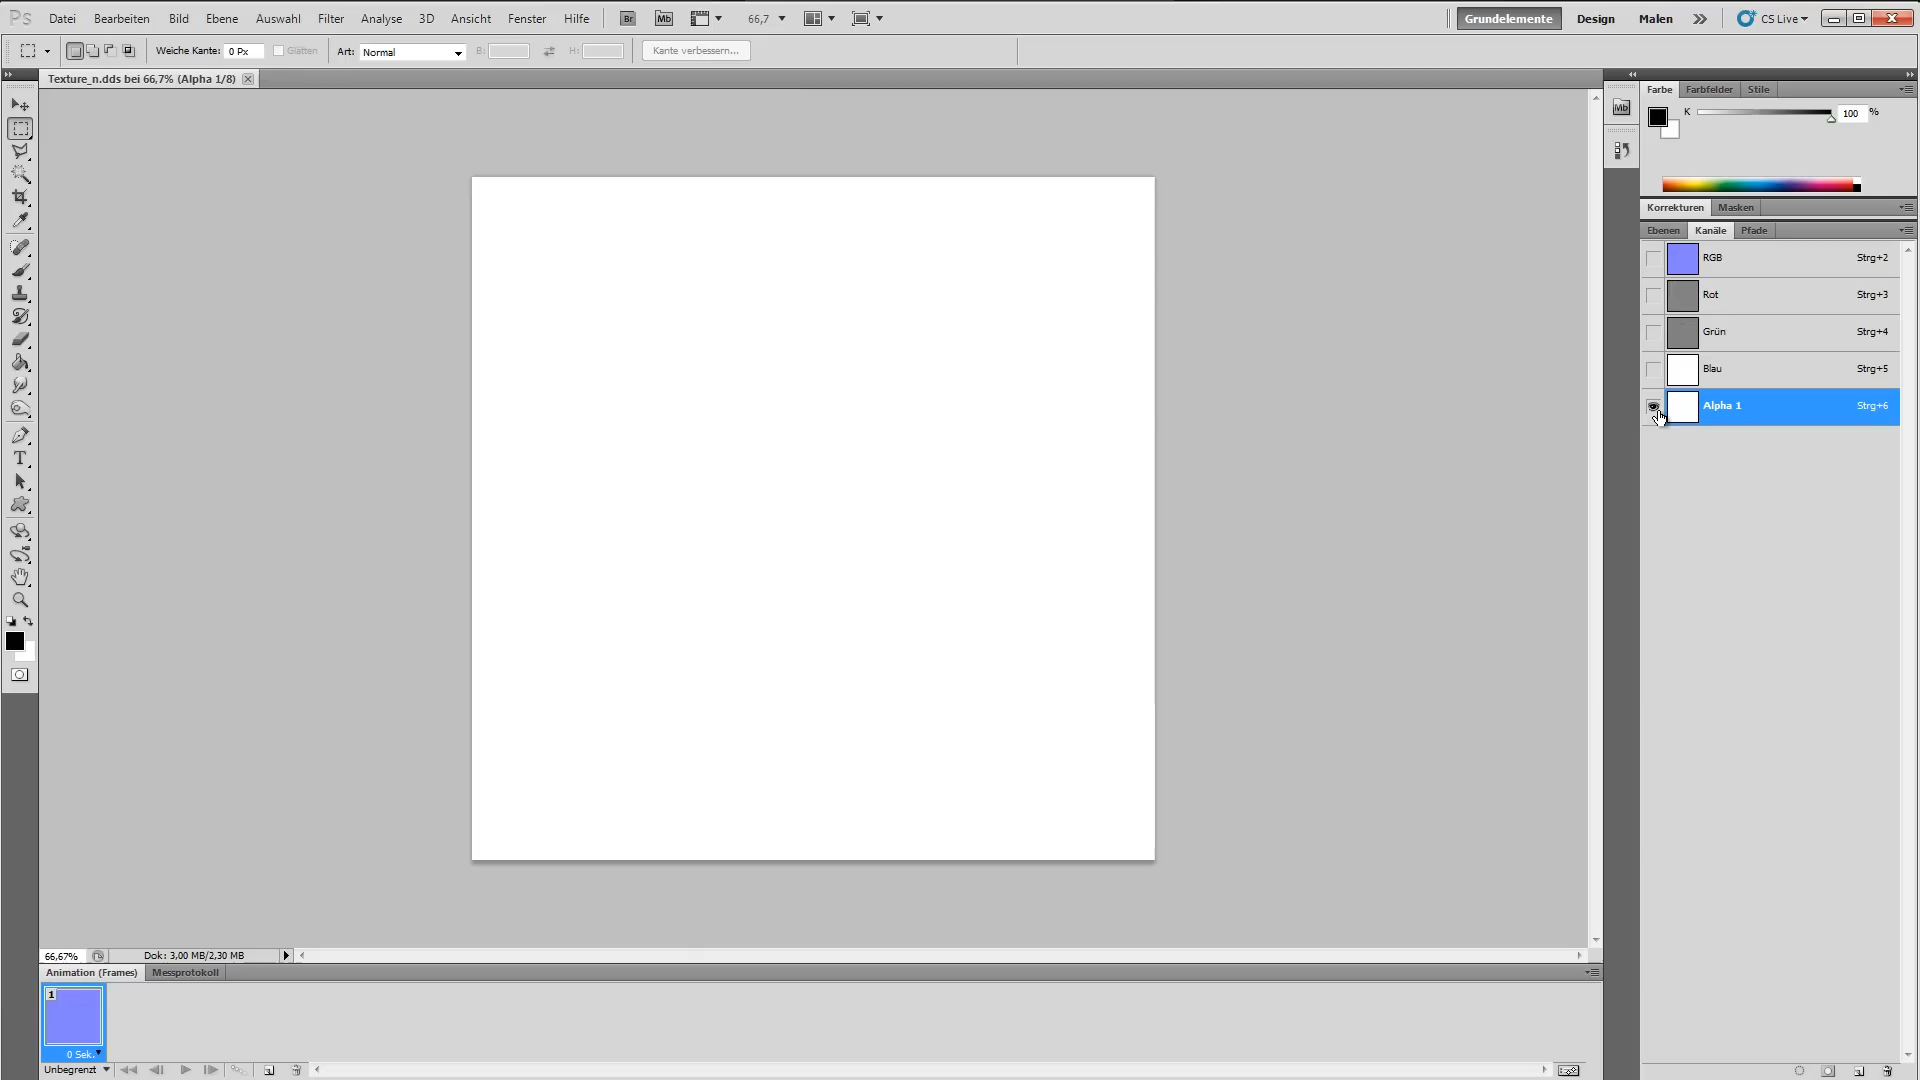 Ps Datei Bearbeiten Bild Ebene Auswahl Filter Analyse 3D Ansicht Fenster Hilfe Br Mb 66,7 Grundelemente Design Malen CS Live
Weiche Kante: 0 Px Glätten Art: Normal B: H: Kante verbessern...
Texture_n.dds bei 66,7% (Alpha 1/8)
Mb
Farbe Farbfelder Stile
K 100 %
Korrekturen Masken
Ebenen Kanäle Pfade
RGB Strg+2
Rot Strg+3
Grün Strg+4
Blau Strg+5
Alpha 1 Strg+6
T
66,67% Dok: 3,00 MB/2,30 MB
Animation (Frames) Messprotokoll
1
0 Sek.
Unbegrenzt